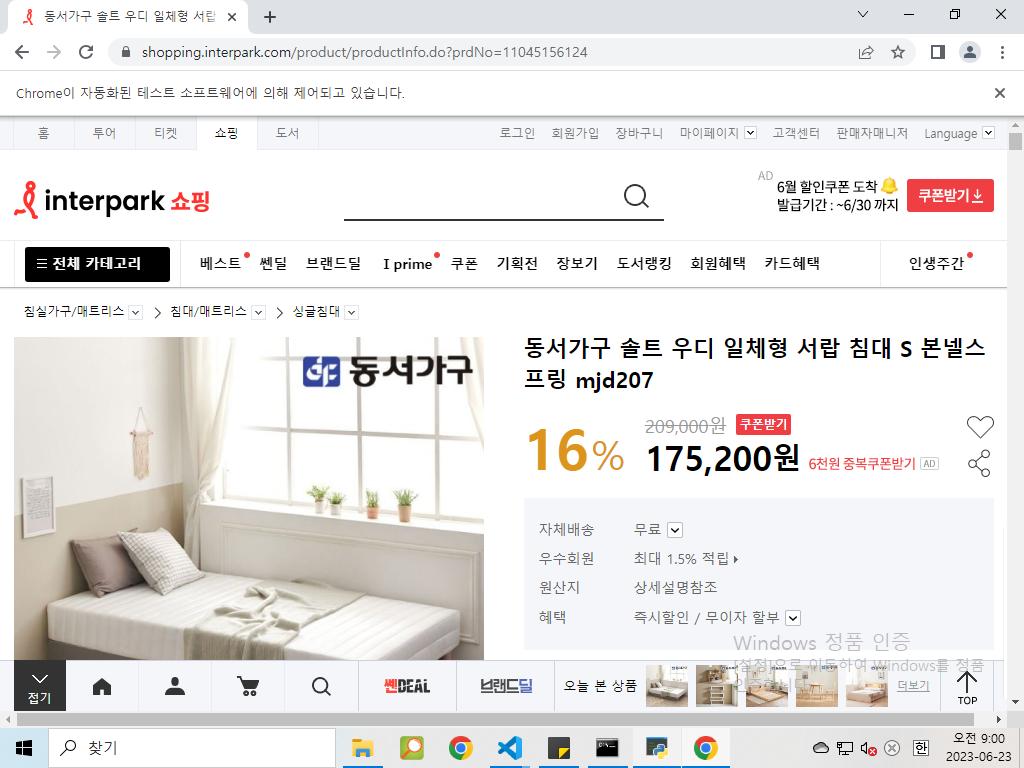 동서가구 솔트 우디 일체형 서랍
shopping.interpark.com/product/productInfo.do?prdNo=11045156124
Chrome이 자동화된 테스트 소프트웨어에 의해 제어되고 있습니다.
홈 투어 티켓 쇼핑 도서 로그인 회원가입 장바구니 마이페이지 고객센터 판매자매니저 Language
interpark 쇼핑
AD 6월 할인쿠폰 도착
발급기간 : ~6/30 까지
쿠폰받기
전체 카테고리 베스트 쎈딜 브랜드딜 I prime 쿠폰 기획전 장보기 도서랭킹 회원혜택 카드혜택 인생주간
침실가구/매트리스 침대/매트리스 싱글침대
동서가구
동서가구 솔트 우디 일체형 서랍 침대 S 본넬스
프링 mjd207
209,000원 쿠폰받기
16% 175,200원 6천원 중복쿠폰받기 AD
자체배송 무료
우수회원 최대 1.5% 적립
원산지 상세설명참조
혜택 즉시할인 / 무이자 할부
Windows 정품 인증
[설정]으로 이동하여 Windows를 정품
인증합니다.
접기
쎈DEAL
브랜드딜
오늘 본 상품
더보기
TOP
찾기
한
오전 9:00
2023-06-23